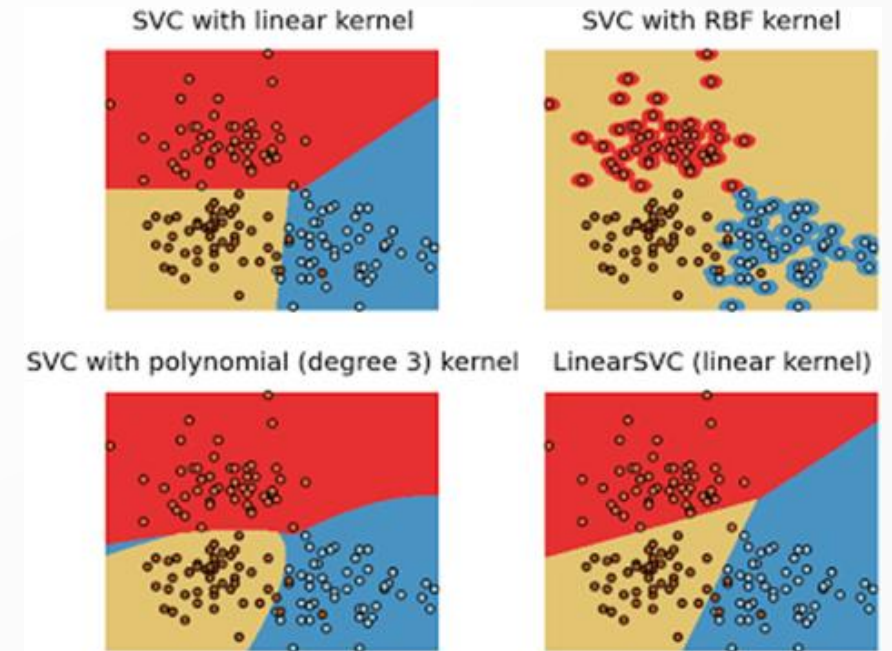 SVC with linear kernel
SVC with RBF kernel
SVC with polynomial (degree 3) kernel
LinearSVC (linear kernel)